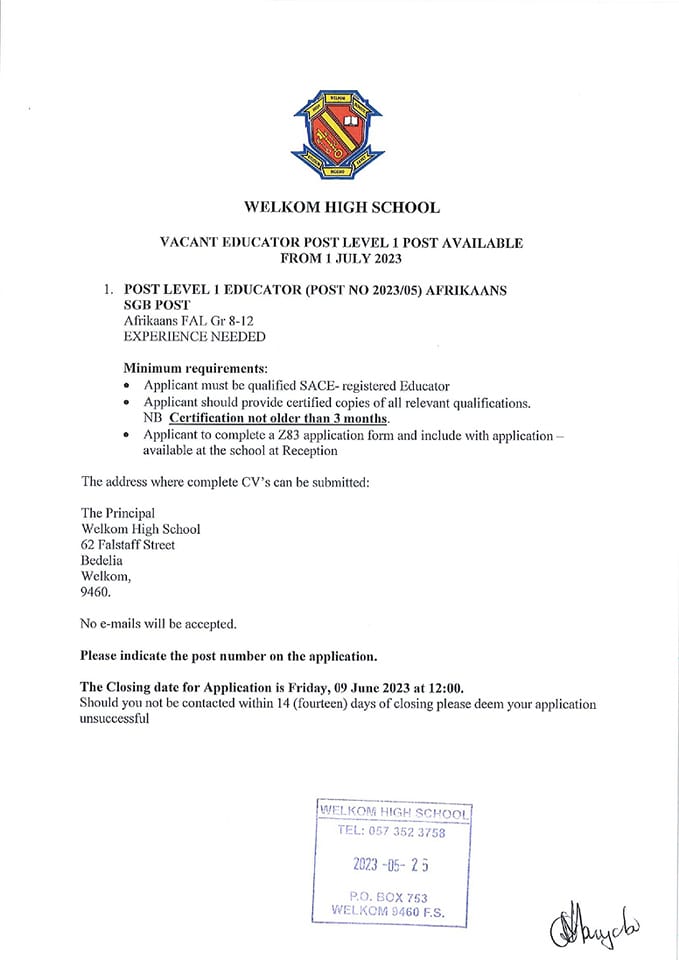 WELKOM
HIGH SCHOOL
WELKOM HIGH SCHOOL
VACANT EDUCATOR POST LEVEL 1 POST AVAILABLE
FROM 1 JULY 2023
1. POST LEVEL 1 EDUCATOR (POST NO 2023/05) AFRIKAANS
SGB POST
Afrikaans FAL Gr 8-12
EXPERIENCE NEEDED
Minimum requirements:
• Applicant must be qualified SACE- registered Educator
• Applicant should provide certified copies of all relevant qualifications.
NB Certification not older than 3 months.
• Applicant to complete a Z83 application form and include with application –
available at the school at Reception
The address where complete CV's can be submitted:
The Principal
Welkom High School
62 Falstaff Street
Bedelia
Welkom,
9460.
No e-mails will be accepted.
Please indicate the post number on the application.
The Closing date for Application is Friday, 09 June 2023 at 12:00.
Should you not be contacted within 14 (fourteen) days of closing please deem your application
unsuccessful
WELKOM HIGH SCHOOL
TEL: 057 352 3758
2023 -05- 25
P.O. BOX 753
WELKOM 9460 F.S.